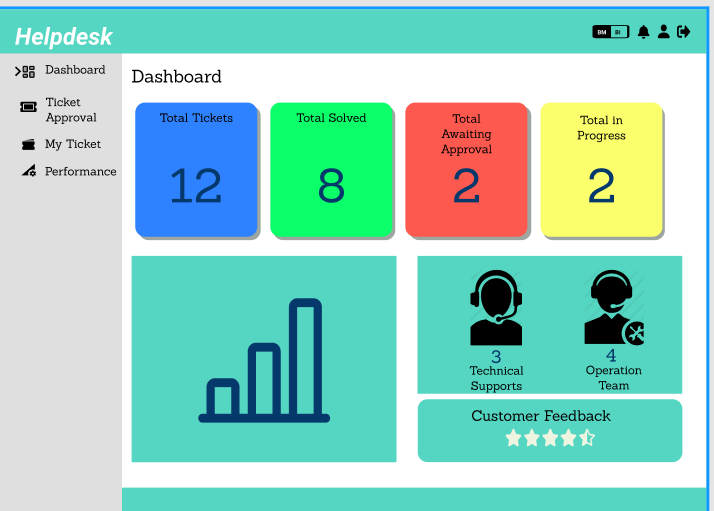 Helpdesk
BM BI
Dashboard
Ticket
Approval
My Ticket
Performance
Dashboard
Total Tickets
12
Total Solved
8
Total
Awaiting
Approval
2
Total in
Progress
2
3
Technical
Supports
4
Operation
Team
Customer Feedback